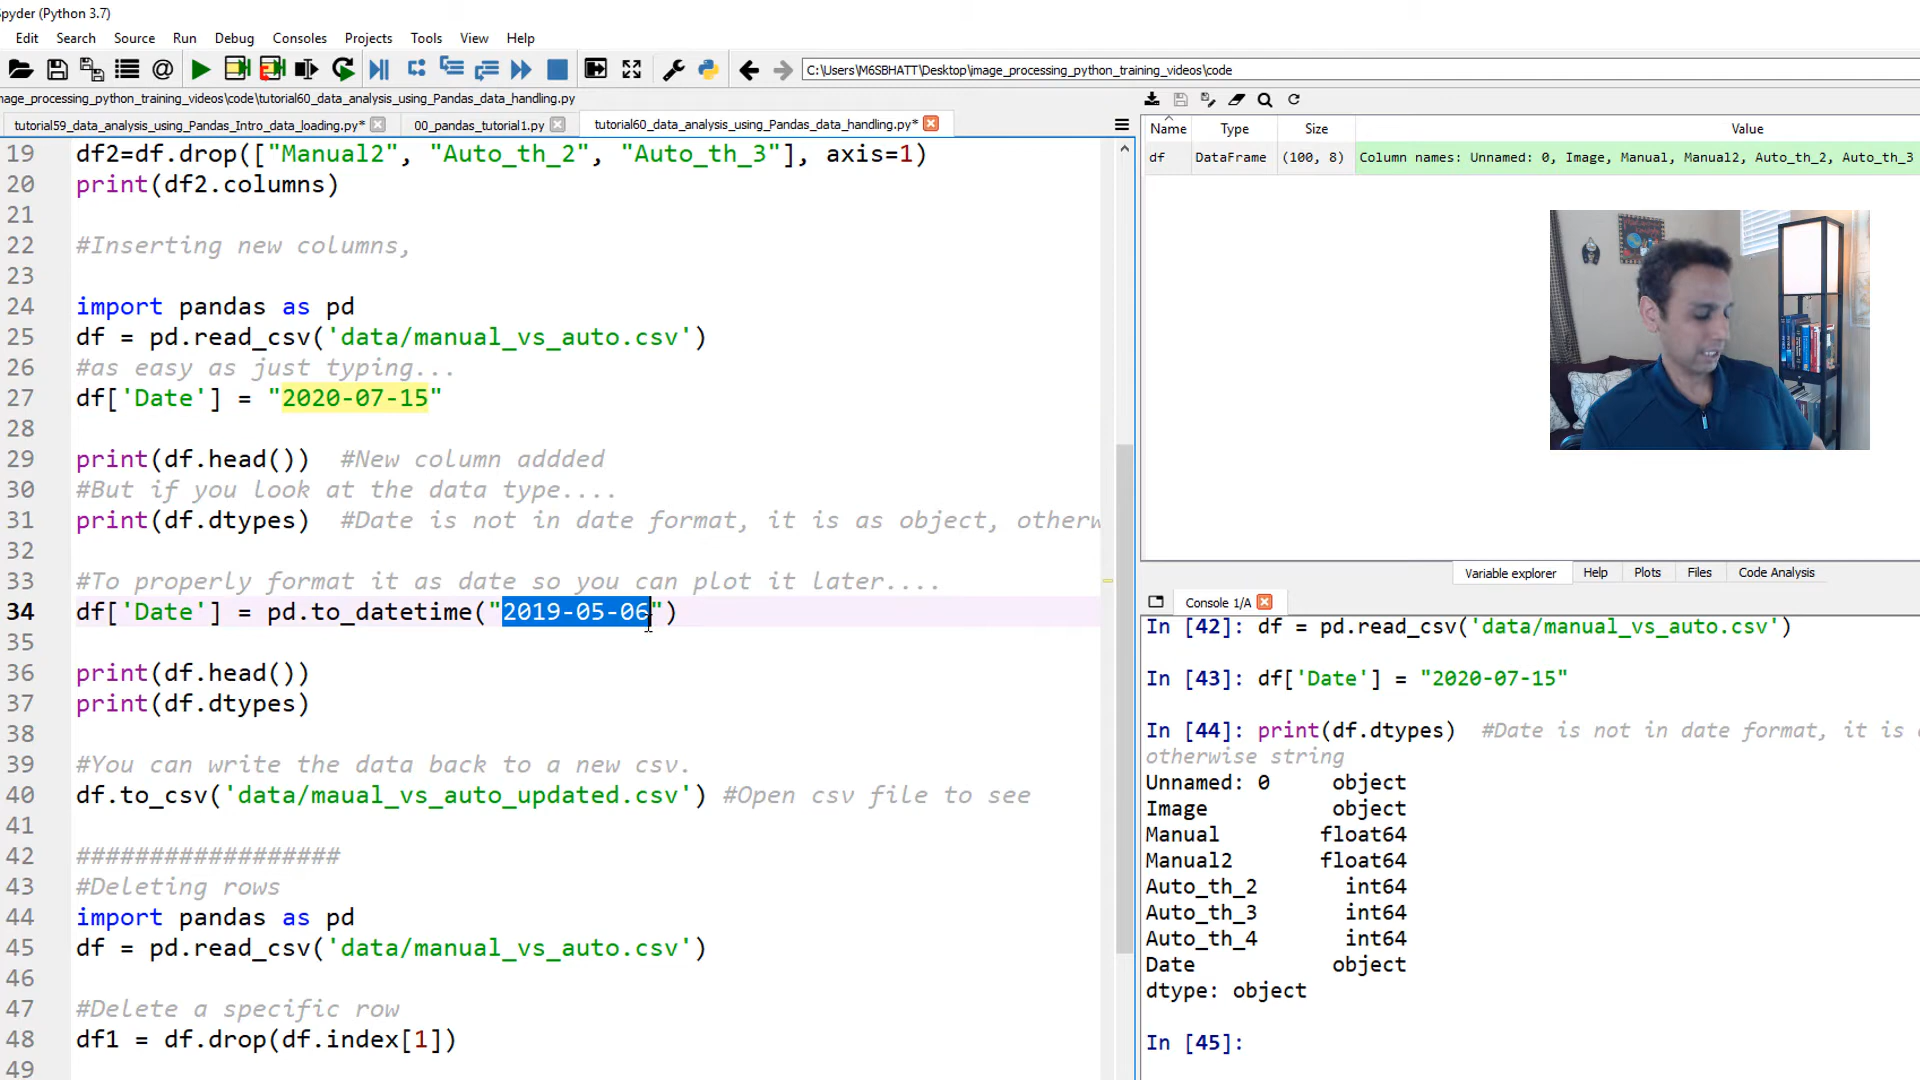 Spyder (Python 3.7)
Edit Search Source Run Debug Consoles Projects Tools View Help
C:\Users\M6SBHATT\Desktop\image_processing_python_training_videos\code
mage_processing_python_training_videos\code\tutorial60_data_analysis_using_Pandas_data_handling.py
tutorial59_data_analysis_using_Pandas_Intro_data_loading.py* 00_pandas_tutorial1.py tutorial60_data_analysis_using_Pandas_data_handling.py*
19 df2=df.drop(["Manual2", "Auto_th_2", "Auto_th_3"], axis=1)
20 print(df2.columns)
21
22 #Inserting new columns,
23
24 import pandas as pd
25 df = pd.read_csv('data/manual_vs_auto.csv')
26 #as easy as just typing...
27 df['Date'] = "2020-07-15"
28
29 print(df.head())  #New column addded
30 #But if you look at the data type....
31 print(df.dtypes)  #Date is not in date format, it is as object, otherw
32
33 #To properly format it as date so you can plot it later....
34 df['Date'] = pd.to_datetime("2019-05-06")
35
36 print(df.head())
37 print(df.dtypes)
38
39 #You can write the data back to a new csv.
40 df.to_csv('data/maual_vs_auto_updated.csv') #Open csv file to see
41
42 ##################
43 #Deleting rows
44 import pandas as pd
45 df = pd.read_csv('data/manual_vs_auto.csv')
46
47 #Delete a specific row
48 df1 = df.drop(df.index[1])
49
Name Type Size Value
df DataFrame (100, 8) Column names: Unnamed: 0, Image, Manual, Manual2, Auto_th_2, Auto_th_3
Variable explorer Help Plots Files Code Analysis
Console 1/A
In [42]: df = pd.read_csv('data/manual_vs_auto.csv')
In [43]: df['Date'] = "2020-07-15"
In [44]: print(df.dtypes)  #Date is not in date format, it is
otherwise string
Unnamed: 0 object
Image object
Manual float64
Manual2 float64
Auto_th_2 int64
Auto_th_3 int64
Auto_th_4 int64
Date object
dtype: object
In [45]: